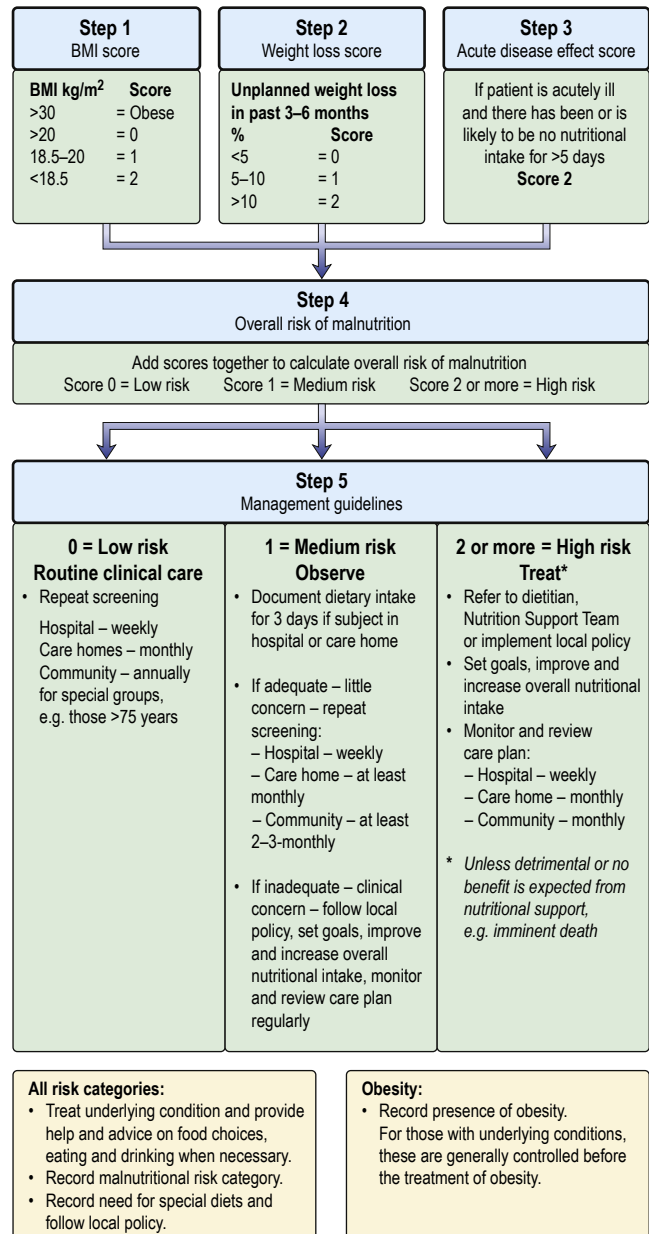 Step 1
BMI score
BMI kg/m² Score
>30 = Obese
>20 = 0
18.5–20 = 1
<18.5 = 2
Step 2
Weight loss score
Unplanned weight loss
in past 3–6 months
% Score
<5 = 0
5–10 = 1
>10 = 2
Step 3
Acute disease effect score
If patient is acutely ill
and there has been or is
likely to be no nutritional
intake for >5 days
Score 2
Step 4
Overall risk of malnutrition
Add scores together to calculate overall risk of malnutrition
Score 0 = Low risk Score 1 = Medium risk Score 2 or more = High risk
Step 5
Management guidelines
0 = Low risk
Routine clinical care
• Repeat screening
Hospital – weekly
Care homes – monthly
Community – annually
for special groups,
e.g. those >75 years
1 = Medium risk
Observe
• Document dietary intake
for 3 days if subject in
hospital or care home
• If adequate – little
concern – repeat
screening:
– Hospital – weekly
– Care home – at least
monthly
– Community – at least
2–3-monthly
• If inadequate – clinical
concern – follow local
policy, set goals, improve
and increase overall
nutritional intake, monitor
and review care plan
regularly
2 or more = High risk
Treat*
• Refer to dietitian,
Nutrition Support Team
or implement local policy
• Set goals, improve and
increase overall nutritional
intake
• Monitor and review
care plan:
– Hospital – weekly
– Care home – monthly
– Community – monthly
* Unless detrimental or no
benefit is expected from
nutritional support,
e.g. imminent death
All risk categories:
• Treat underlying condition and provide
help and advice on food choices,
eating and drinking when necessary.
• Record malnutritional risk category.
• Record need for special diets and
follow local policy.
Obesity:
• Record presence of obesity.
For those with underlying conditions,
these are generally controlled before
the treatment of obesity.